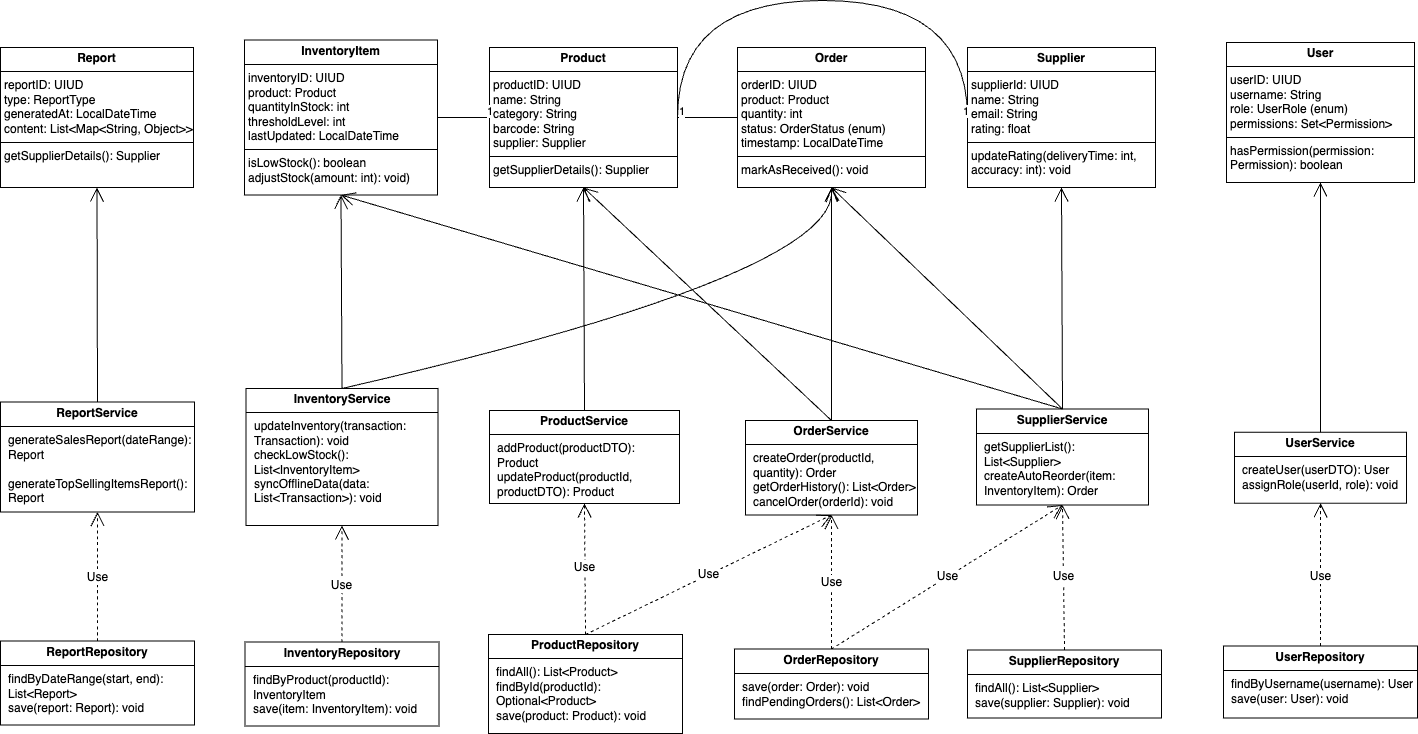 Report
reportID: UIUD
type: ReportType
generatedAt: LocalDateTime
content: List<Map<String, Object>>
getSupplierDetails(): Supplier
InventoryItem
inventoryID: UIUD
product: Product
quantityInStock: int
thresholdLevel: int
lastUpdated: LocalDateTime
isLowStock(): boolean
adjustStock(amount: int): void)
1
Product
productID: UIUD
name: String
category: String
barcode: String
supplier: Supplier
getSupplierDetails(): Supplier
1
Order
orderID: UIUD
product: Product
quantity: int
status: OrderStatus (enum)
timestamp: LocalDateTime
markAsReceived(): void
1
Supplier
supplierId: UIUD
name: String
email: String
rating: float
updateRating(deliveryTime: int,
accuracy: int): void
User
userID: UIUD
username: String
role: UserRole (enum)
permissions: Set<Permission>
hasPermission(permission:
Permission): boolean
ReportService
generateSalesReport(dateRange):
Report
generateTopSellingItemsReport():
Report
InventoryService
updateInventory(transaction:
Transaction): void
checkLowStock():
List<InventoryItem>
syncOfflineData(data:
List<Transaction>): void
ProductService
addProduct(productDTO):
Product
updateProduct(productId,
productDTO): Product
OrderService
createOrder(productId,
quantity): Order
getOrderHistory(): List<Order>
cancelOrder(orderId): void
SupplierService
getSupplierList():
List<Supplier>
createAutoReorder(item:
InventoryItem): Order
UserService
createUser(userDTO): User
assignRole(userId, role): void
Use
Use
Use
Use
Use
Use
Use
Use
ReportRepository
findByDateRange(start, end):
List<Report>
save(report: Report): void
InventoryRepository
findByProduct(productId):
InventoryItem
save(item: InventoryItem): void
ProductRepository
findAll(): List<Product>
findById(productId):
Optional<Product>
save(product: Product): void
OrderRepository
save(order: Order): void
findPendingOrders(): List<Order>
SupplierRepository
findAll(): List<Supplier>
save(supplier: Supplier): void
UserRepository
findByUsername(username): User
save(user: User): void